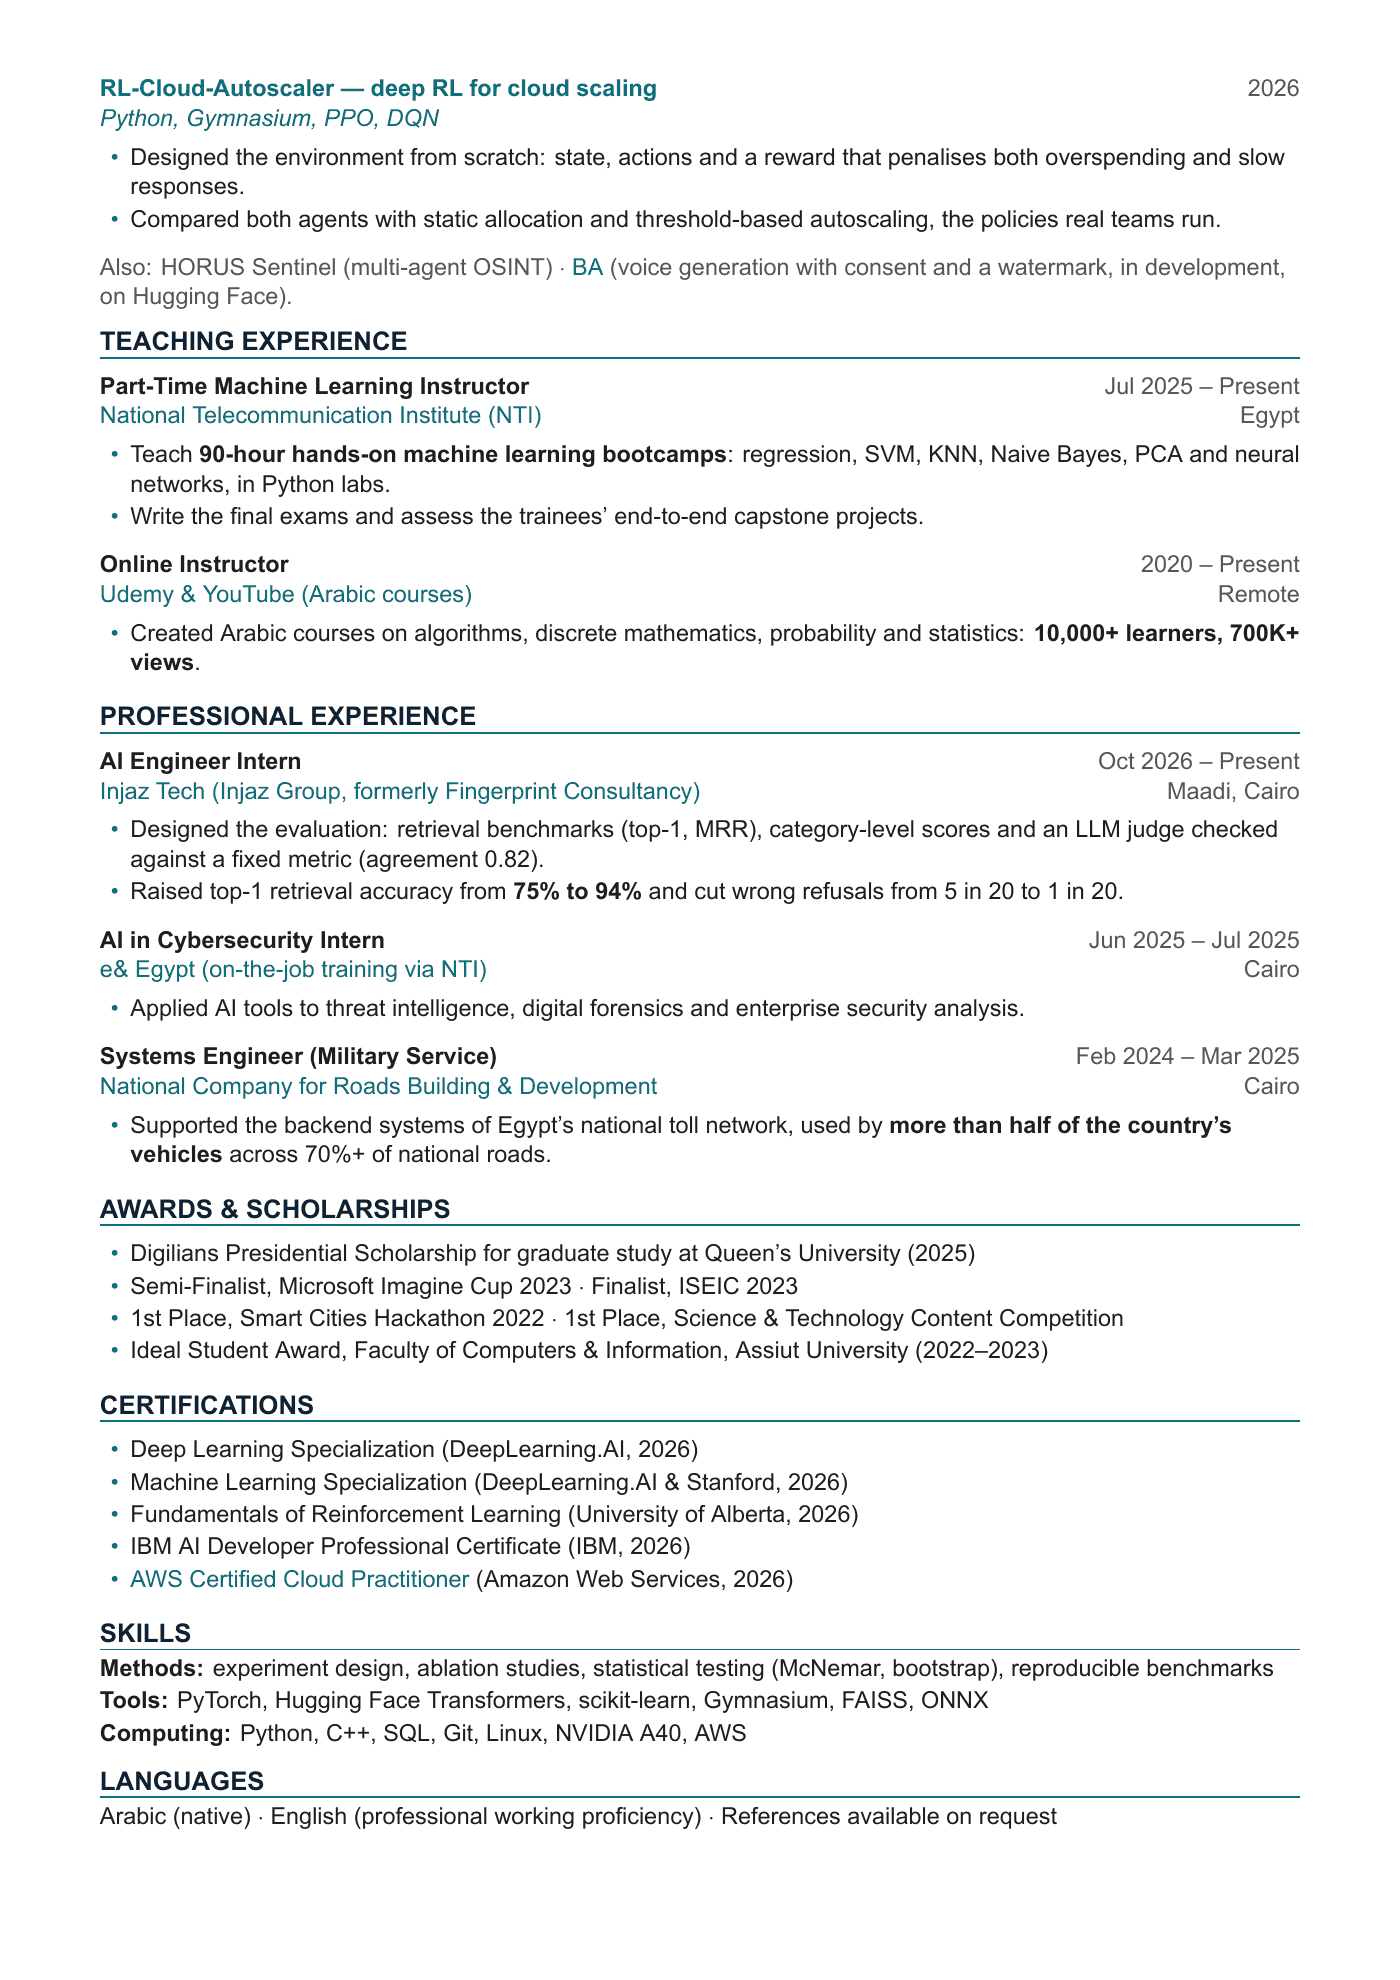 RL-Cloud-Autoscaler — deep RL for cloud scaling 2026
Python, Gymnasium, PPO, DQN
• Designed the environment from scratch: state, actions and a reward that penalises both overspending and slow
responses.
• Compared both agents with static allocation and threshold-based autoscaling, the policies real teams run.
Also: HORUS Sentinel (multi-agent OSINT) · BA (voice generation with consent and a watermark, in development,
on Hugging Face).
TEACHING EXPERIENCE
Part-Time Machine Learning Instructor Jul 2025 – Present
National Telecommunication Institute (NTI) Egypt
• Teach 90-hour hands-on machine learning bootcamps: regression, SVM, KNN, Naive Bayes, PCA and neural
networks, in Python labs.
• Write the final exams and assess the trainees’ end-to-end capstone projects.
Online Instructor 2020 – Present
Udemy & YouTube (Arabic courses) Remote
• Created Arabic courses on algorithms, discrete mathematics, probability and statistics: 10,000+ learners, 700K+
views.
PROFESSIONAL EXPERIENCE
AI Engineer Intern Oct 2026 – Present
Injaz Tech (Injaz Group, formerly Fingerprint Consultancy) Maadi, Cairo
• Designed the evaluation: retrieval benchmarks (top-1, MRR), category-level scores and an LLM judge checked
against a fixed metric (agreement 0.82).
• Raised top-1 retrieval accuracy from 75% to 94% and cut wrong refusals from 5 in 20 to 1 in 20.
AI in Cybersecurity Intern Jun 2025 – Jul 2025
e& Egypt (on-the-job training via NTI) Cairo
• Applied AI tools to threat intelligence, digital forensics and enterprise security analysis.
Systems Engineer (Military Service) Feb 2024 – Mar 2025
National Company for Roads Building & Development Cairo
• Supported the backend systems of Egypt’s national toll network, used by more than half of the country’s
vehicles across 70%+ of national roads.
AWARDS & SCHOLARSHIPS
• Digilians Presidential Scholarship for graduate study at Queen’s University (2025)
• Semi-Finalist, Microsoft Imagine Cup 2023 · Finalist, ISEIC 2023
• 1st Place, Smart Cities Hackathon 2022 · 1st Place, Science & Technology Content Competition
• Ideal Student Award, Faculty of Computers & Information, Assiut University (2022–2023)
CERTIFICATIONS
• Deep Learning Specialization (DeepLearning.AI, 2026)
• Machine Learning Specialization (DeepLearning.AI & Stanford, 2026)
• Fundamentals of Reinforcement Learning (University of Alberta, 2026)
• IBM AI Developer Professional Certificate (IBM, 2026)
• AWS Certified Cloud Practitioner (Amazon Web Services, 2026)
SKILLS
Methods: experiment design, ablation studies, statistical testing (McNemar, bootstrap), reproducible benchmarks
Tools: PyTorch, Hugging Face Transformers, scikit-learn, Gymnasium, FAISS, ONNX
Computing: Python, C++, SQL, Git, Linux, NVIDIA A40, AWS
LANGUAGES
Arabic (native) · English (professional working proficiency) · References available on request